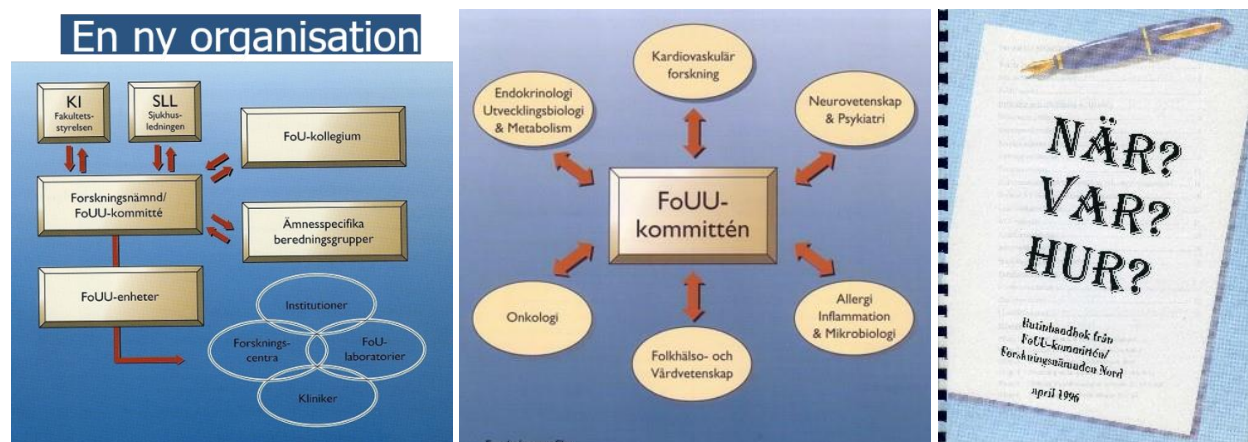 En ny organisation
KI
Fakultets-
styrelsen
SLL
Sjukhus-
ledningen
FoU-kollegium
Forskningsnämnd/
FoUU-kommitté
Ämnesspecifika
beredningsgrupper
FoUU-enheter
Institutioner
Forsknings-
centra
FoU-
laboratorier
Kliniker
Kardiovaskulär
forskning
Endokrinologi
Utvecklingsbiologi
& Metabolism
Neurovetenskap
& Psykiatri
FoUU-
kommittén
Onkologi
Allergi
Inflammation
& Mikrobiologi
Folkhälso- och
Vårdvetenskap
NÄR?
VAR?
HUR?
Rutinhandbok från
FoUU-kommittén/
Forskningsnämnden Nord
april 1996